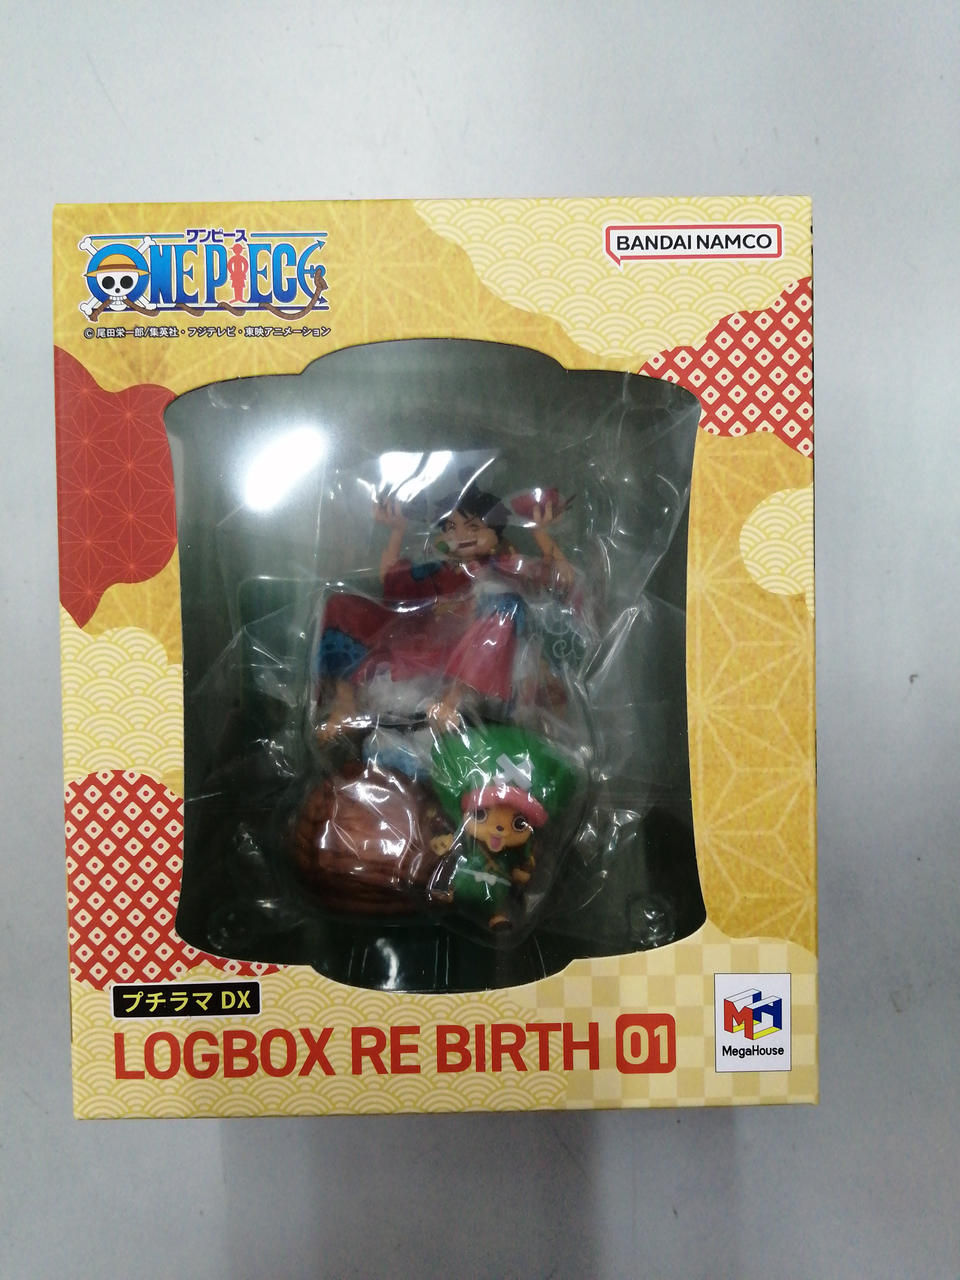 ワンピース
ONE PIECE
© 尾田栄一郎/集英社・フジテレビ・東映アニメーション
BANDAI NAMCO
プチラマ DX
LOGBOX RE BIRTH 01
MH
MegaHouse